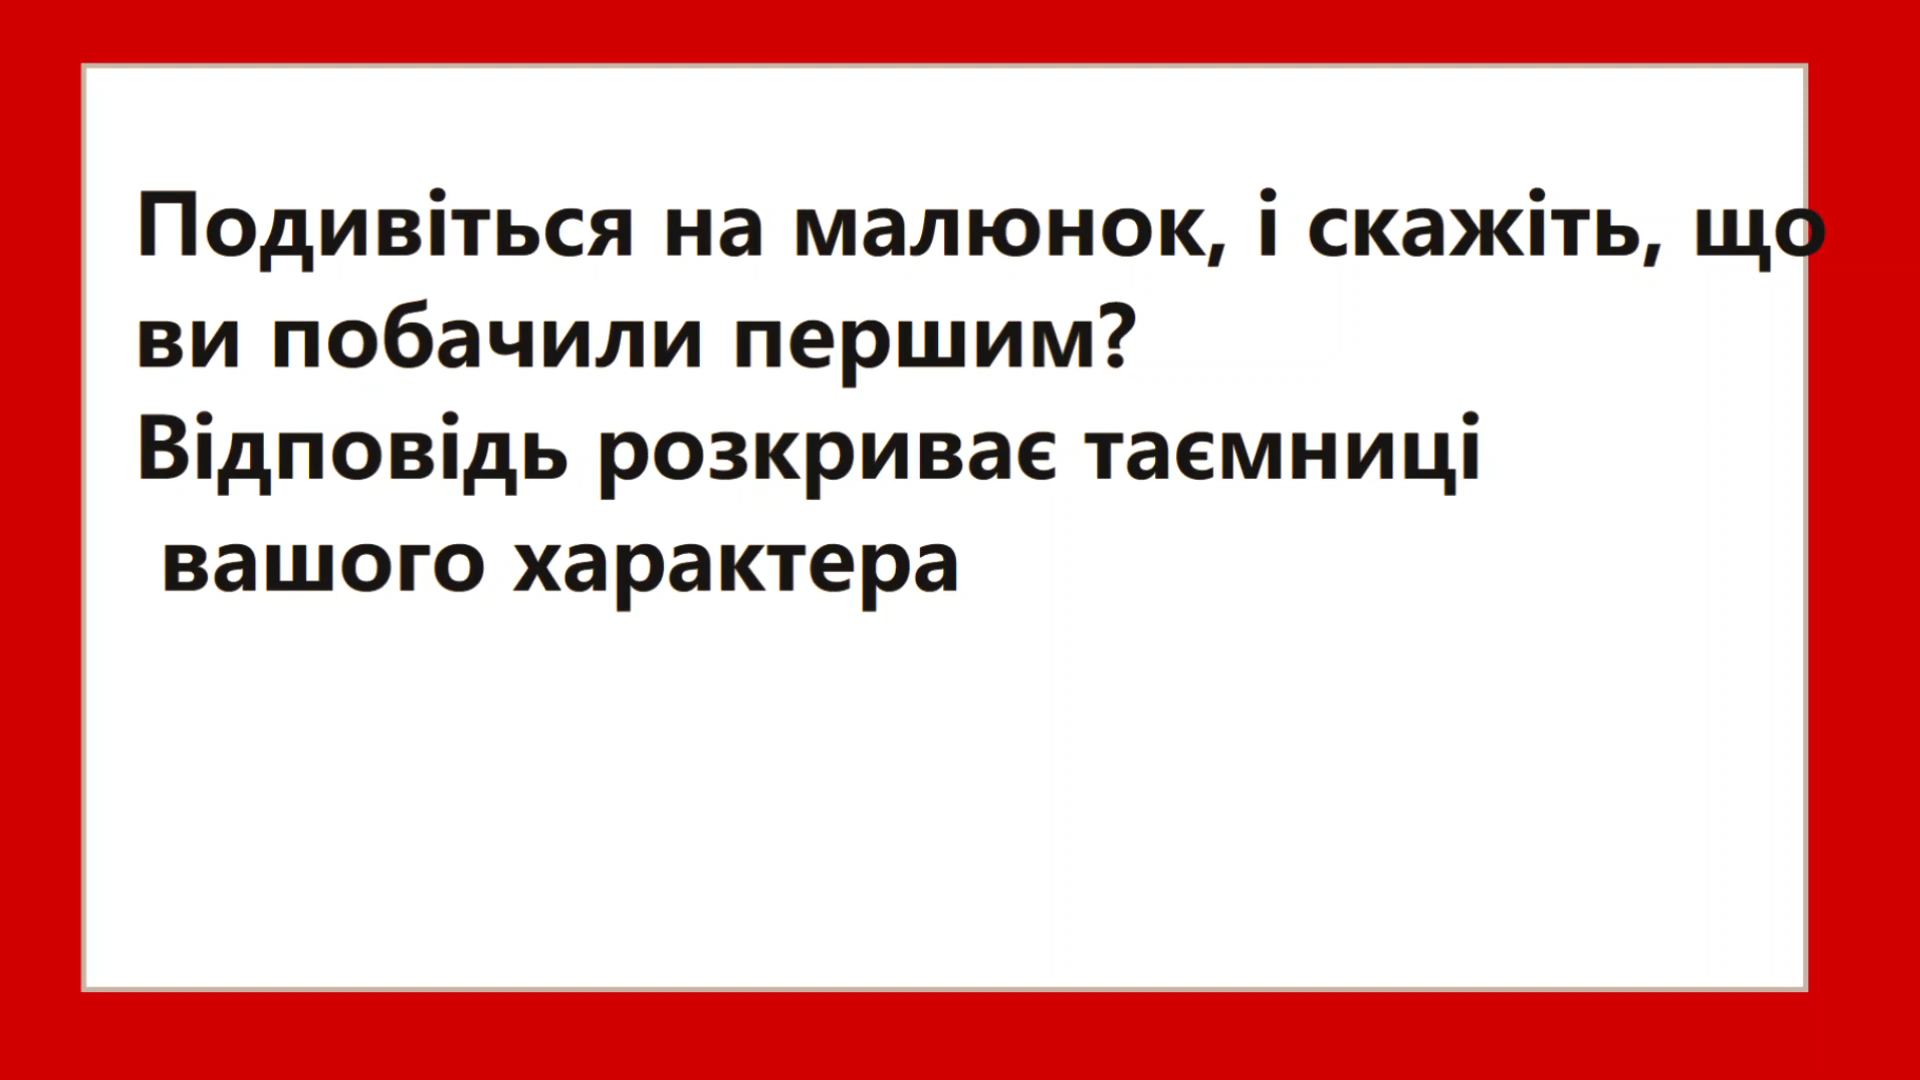 Подивіться на малюнок, і скажіть, що
ви побачили першим?
Відповідь розкриває таємниці
вашого характера